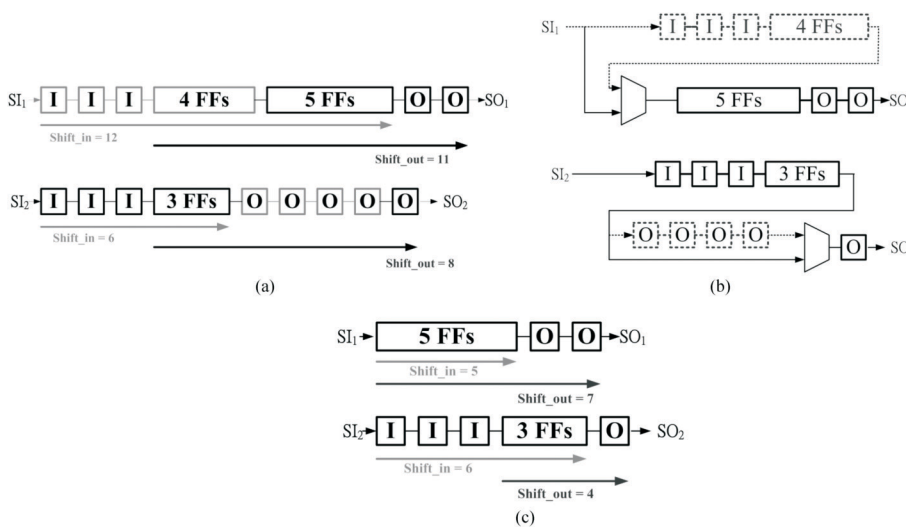 SI1 I I I 4 FFs 5 FFs O O SO1
Shift_in = 12
Shift_out = 11
SI2 I I I 3 FFs O O O O O SO2
Shift_in = 6
Shift_out = 8
(a)
SI1 I I I 4 FFs
5 FFs O O SO
SI2 I I I 3 FFs
O O O O O SO
(b)
SI1 5 FFs O O SO1
Shift_in = 5
Shift_out = 7
SI2 I I I 3 FFs O SO2
Shift_in = 6
Shift_out = 4
(c)